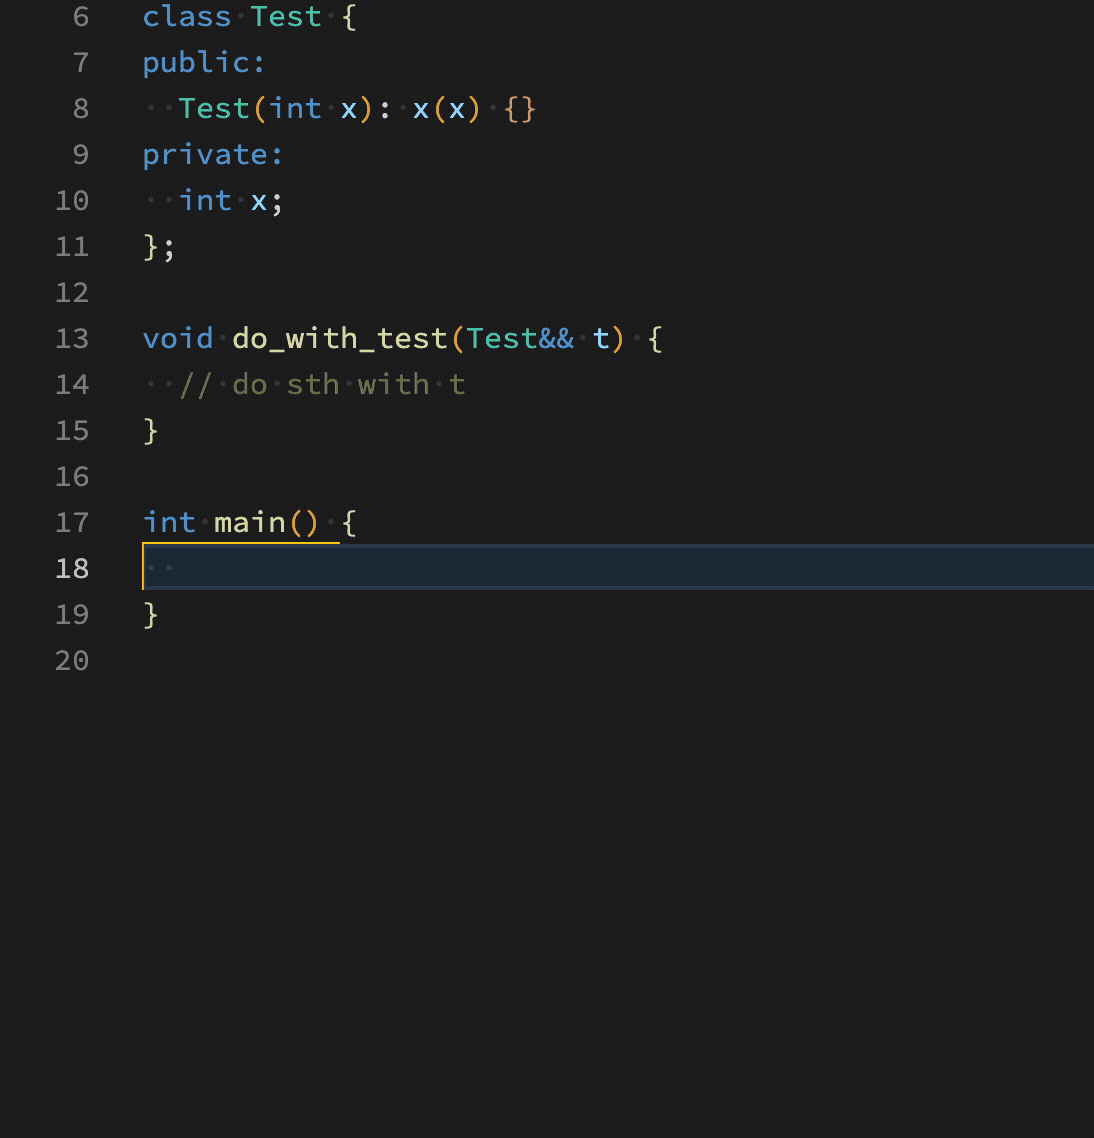 6 class Test {
7 public:
8   Test(int x): x(x) {}
9 private:
10   int x;
11 };
12
13 void do_with_test(Test&& t) {
14   // do sth with t
15 }
16
17 int main() {
18
19 }
20